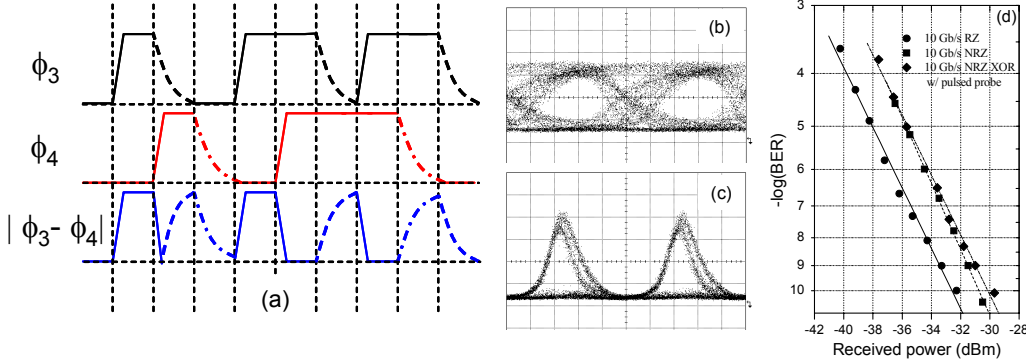 ϕ3
ϕ4
| ϕ3- ϕ4|
(a)
(b)
(c)
(d)
10 Gb/s RZ
10 Gb/s NRZ
10 Gb/s NRZ XOR
w/ pulsed probe
-log(BER)
3
4
5
6
7
8
9
10
-42 -40 -38 -36 -34 -32 -30 -28
Received power (dBm)